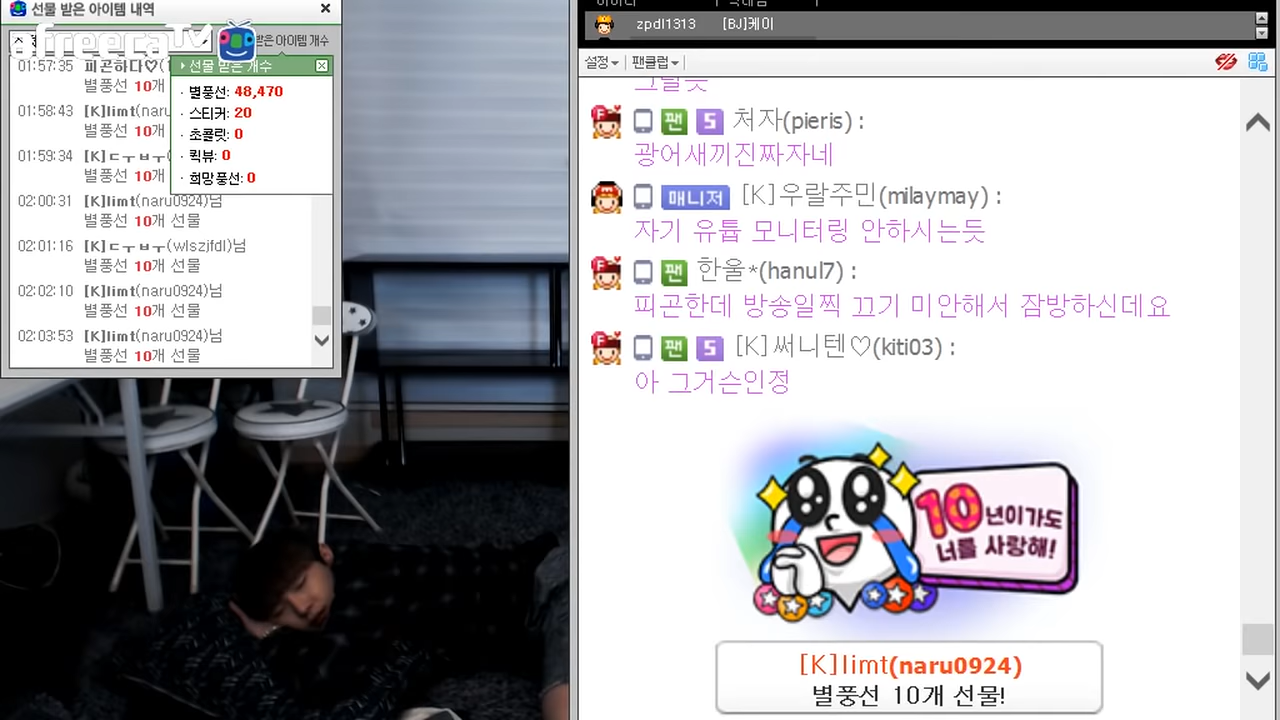 선물 받은 아이템 내역
afreecaTV
받은아이템 개수
선물 받은 개수
별풍선: 48,470
스티커: 20
초콜릿: 0
퀵뷰: 0
희망풍선: 0
01:57:35 피곤하다♡(
별풍선 10개
01:58:43 [K]limt(naru
별풍선 10개
01:59:34 [K]ㄷㅜㅂㅜ(
별풍선 10개
02:00:31 [K]limt(naru0924)님
별풍선 10개 선물
02:01:16 [K]ㄷㅜㅂㅜ(wlszjfdl)님
별풍선 10개 선물
02:02:10 [K]limt(naru0924)님
별풍선 10개 선물
02:03:53 [K]limt(naru0924)님
별풍선 10개 선물
zpdl1313 [BJ]케이
설정 팬클럽
그럴듯
팬 S 처자(pieris) :
광어새끼진짜자네
매니저 [K]우랄주민(milaymay) :
자기 유튭 모니터링 안하시는듯
팬 한울*(hanul7) :
피곤한데 방송일찍 끄기 미안해서 잠방하신데요
팬 S [K]써니텐♡(kiti03) :
아 그거슨인정
10년이가도
너를 사랑해!
[K]limt(naru0924)
별풍선 10개 선물!